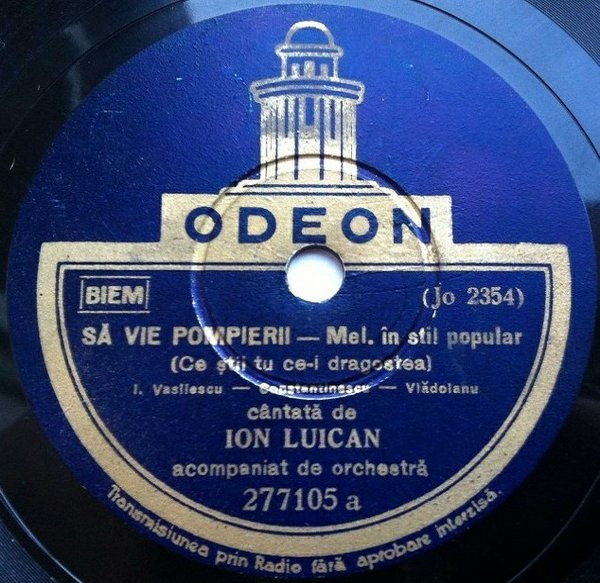 ODEON
BIEM
(Jo 2354)
SĂ VIE POMPIERII — Mel. în stil popular
(Ce știi tu ce-i dragostea)
I. Vasilescu — Constantinescu — Vlădoianu
cântată de
ION LUICAN
acompaniat de orchestră
277105 a
Transmisiunea prin Radio fără aprobare interzisă.